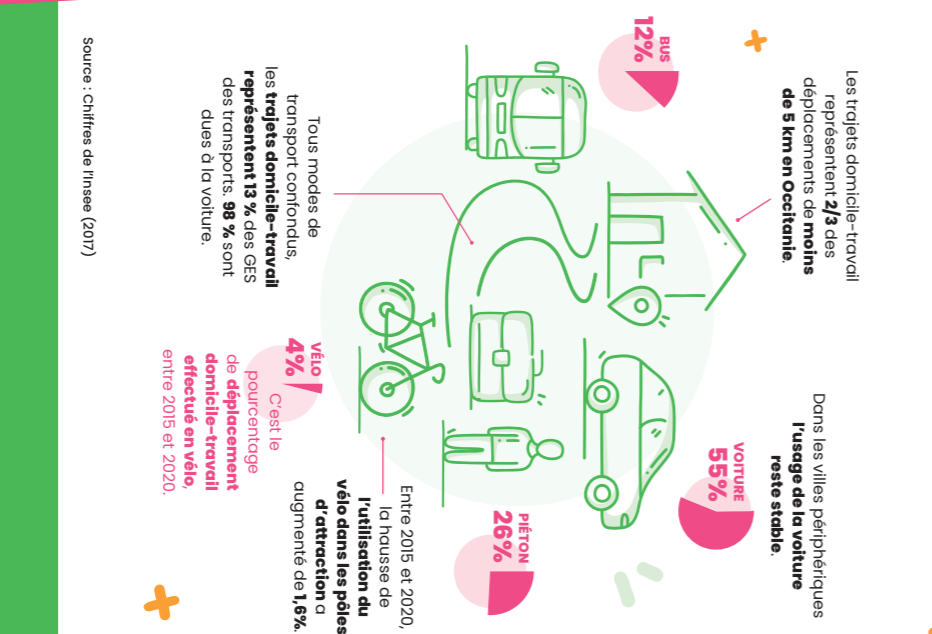 Les trajets domicile-travail
représentent 2/3 des
déplacements de moins
de 5 km en Occitanie.
BUS
12%
Dans les villes périphériques
l'usage de la voiture
reste stable.
VOITURE
55%
Tous modes de
transport confondus,
les trajets domicile-travail
représentent 13 % des GES
des transports. 98 % sont
dues à la voiture.
PIÉTON
26%
Entre 2015 et 2020,
la hausse de
l'utilisation du
vélo dans les pôles
d'attraction a
augmenté de 1,6%.
VÉLO
4%
C'est le
pourcentage
de déplacement
domicile-travail
effectué en vélo,
entre 2015 et 2020.
Source : Chiffres de l'Insee (2017)